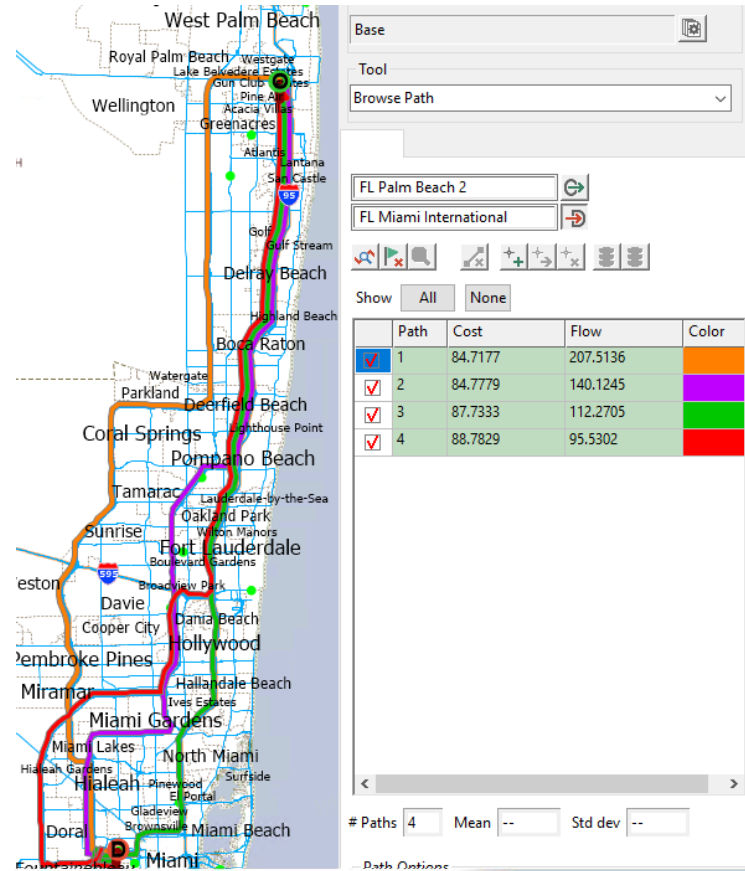 West Palm Beach
Royal Palm Beach
Westgate
Lake Belvedere Estates
Gun Club Estates
Wellington
Pine A
Acacia Villas
Greenacres
Atlantis
Lantana
San Castle
95
Golf
Gulf Stream
Delray Beach
Highland Beach
Boca Raton
Watergate
Parkland
Deerfield Beach
Coral Springs
Lighthouse Point
Pompano Beach
Tamarac
Lauderdale-by-the-Sea
Oakland Park
Sunrise
Wilton Manors
Fort Lauderdale
Boulevard Gardens
595
eston
Broadview Park
Davie
Dania Beach
Cooper City
Hollywood
Pembroke Pines
Hallandale Beach
Miramar
Ives Estates
Miami Gardens
Miami Lakes
North Miami
Hialeah Gardens
Surfside
Hialeah
Pinewood
El Portal
Gladeview
Doral
Brownsville
Miami Beach
D
Miami
Base
Tool
Browse Path
FL Palm Beach 2
FL Miami International
Show All None
Path Cost Flow Color
1 84.7177 207.5136
2 84.7779 140.1245
3 87.7333 112.2705
4 88.7829 95.5302
# Paths 4 Mean -- Std dev --
Path Options